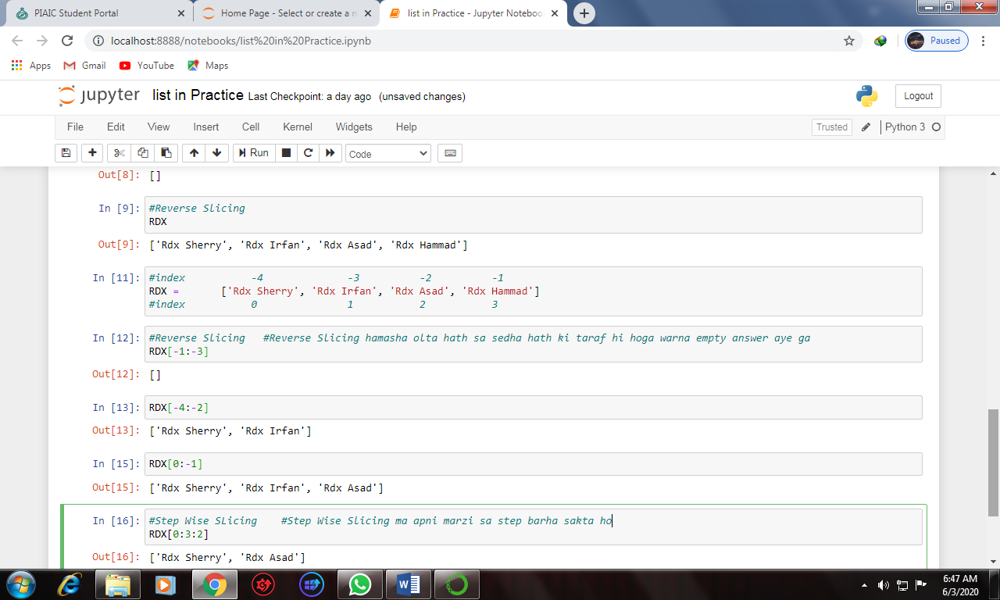 PIAIC Student Portal
Home Page - Select or create a n
list in Practice - Jupyter Noteboo
localhost:8888/notebooks/list%20in%20Practice.ipynb
Paused
Apps Gmail YouTube Maps
jupyter list in Practice Last Checkpoint: a day ago (unsaved changes)
Logout
File Edit View Insert Cell Kernel Widgets Help
Trusted Python 3
Run Code
Out[8]: []
In [9]: #Reverse Slicing
RDX
Out[9]: ['Rdx Sherry', 'Rdx Irfan', 'Rdx Asad', 'Rdx Hammad']
In [11]: #index -4 -3 -2 -1
RDX = ['Rdx Sherry', 'Rdx Irfan', 'Rdx Asad', 'Rdx Hammad']
#index 0 1 2 3
In [12]: #Reverse Slicing #Reverse Slicing hamasha olta hath sa sedha hath ki taraf hi hoga warna empty answer aye ga
RDX[-1:-3]
Out[12]: []
In [13]: RDX[-4:-2]
Out[13]: ['Rdx Sherry', 'Rdx Irfan']
In [15]: RDX[0:-1]
Out[15]: ['Rdx Sherry', 'Rdx Irfan', 'Rdx Asad']
In [16]: #Step Wise SLicing #Step Wise Slicing ma apni marzi sa step barha sakta ho
RDX[0:3:2]
Out[16]: ['Rdx Sherry', 'Rdx Asad']
6:47 AM
6/3/2020